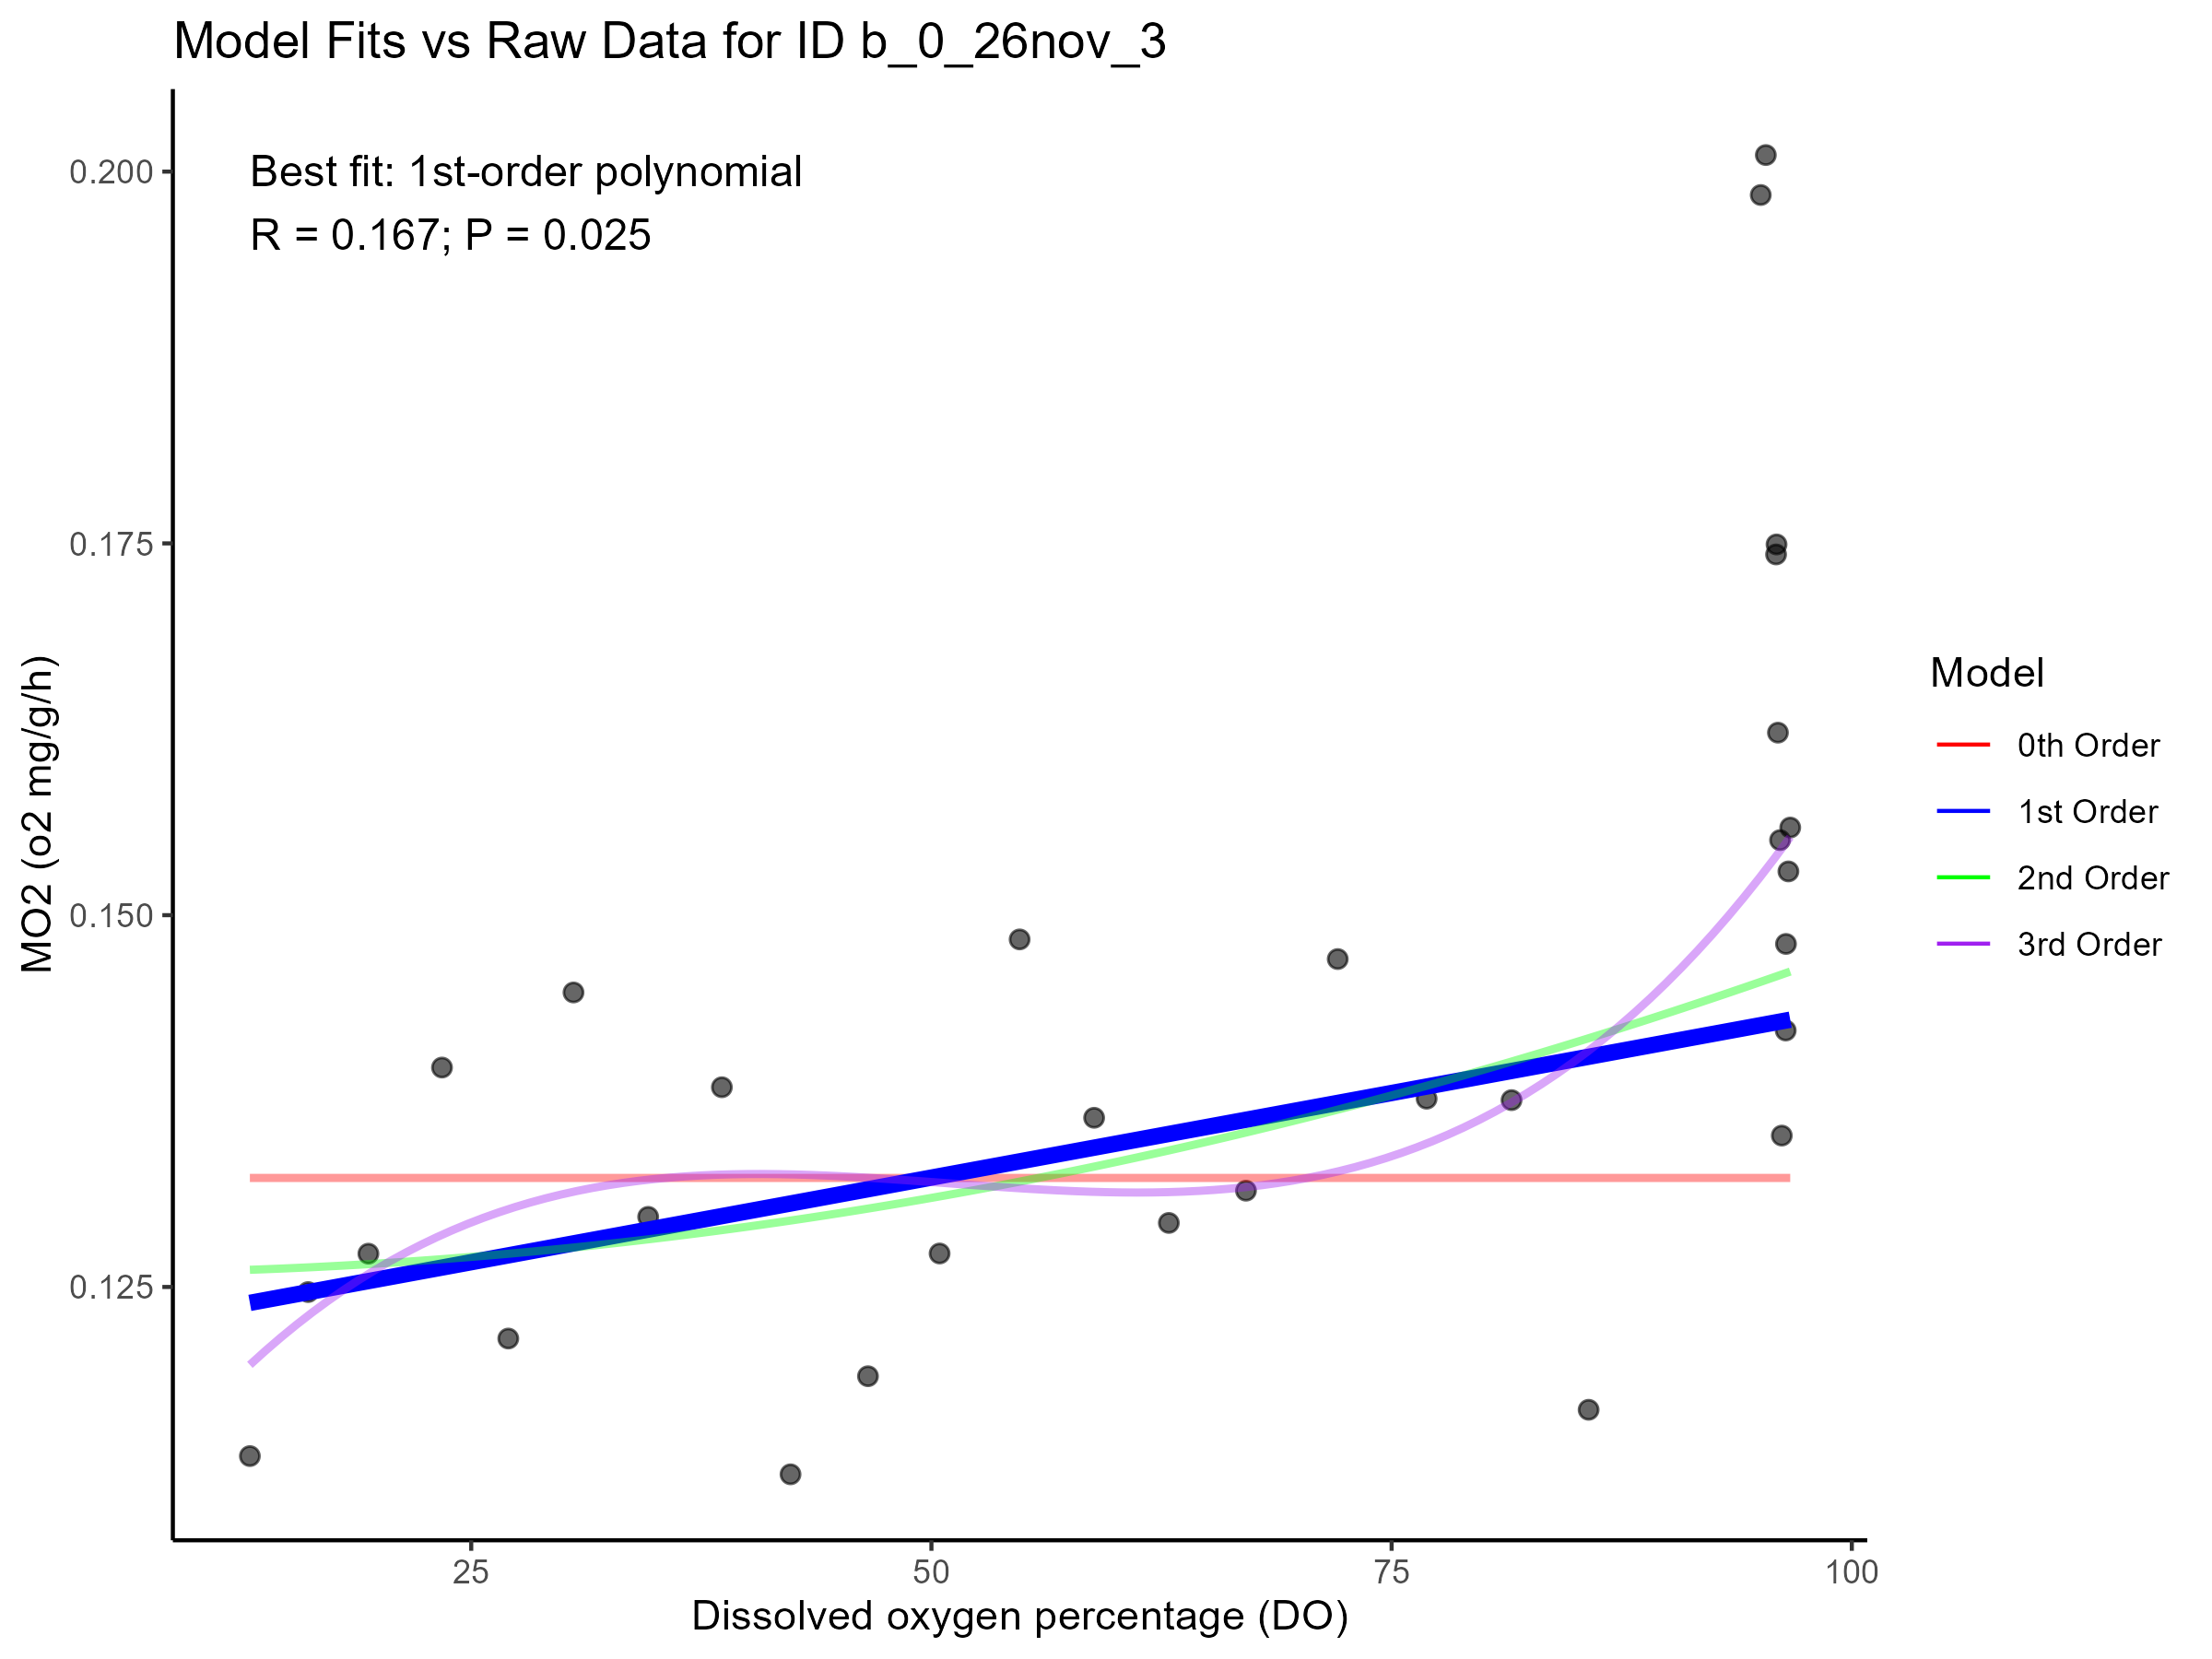 Model Fits vs Raw Data for ID b_0_26nov_3
Best fit: 1st-order polynomial
R = 0.167; P = 0.025
0.200
0.175
0.150
0.125
MO2 (o2 mg/g/h)
25
50
75
100
Dissolved oxygen percentage (DO)
Model
0th Order
1st Order
2nd Order
3rd Order